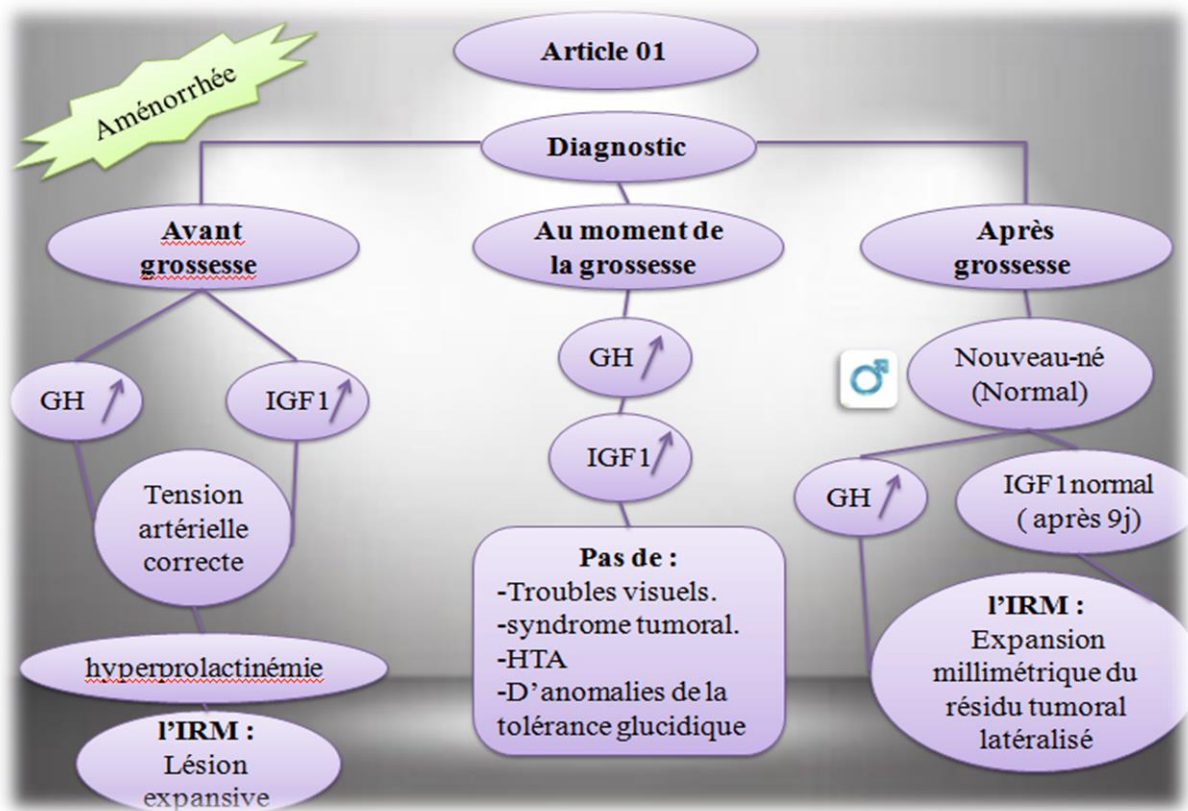 Aménorrhée
Article 01
Diagnostic
Avant
grossesse
GH
IGF1
Tension
artérielle
correcte
hyperprolactinémie
l'IRM :
Lésion
expansive
Au moment de
la grossesse
GH
IGF1
Pas de :
-Troubles visuels.
-syndrome tumoral.
-HTA
-D'anomalies de la
tolérance glucidique
Après
grossesse
Nouveau-né
(Normal)
GH
IGF1normal
( après 9j)
l'IRM :
Expansion
millimétrique du
résidu tumoral
latéralisé